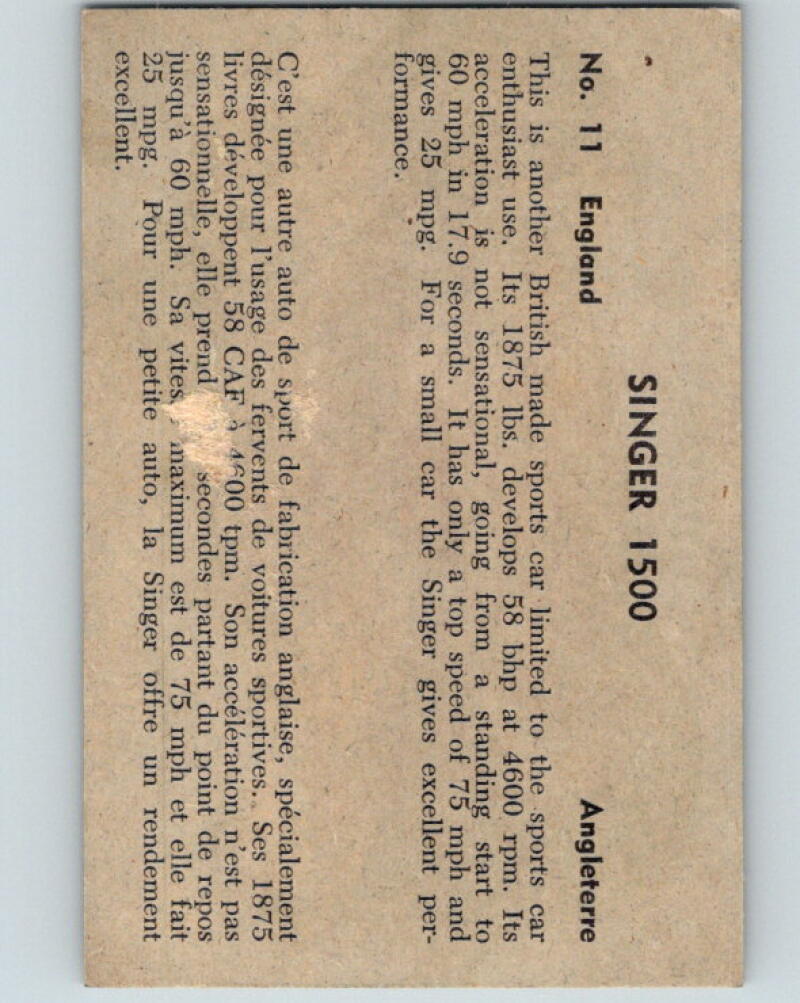 SINGER 1500
No. 11 England Angleterre
This is another British made sports car limited to the sports car
enthusiast use. Its 1875 lbs. develops 58 bhp at 4600 rpm. Its
acceleration is not sensational, going from a standing start to
60 mph in 17.9 seconds. It has only a top speed of 75 mph and
gives 25 mpg. For a small car the Singer gives excellent per-
formance.
C'est une autre auto de sport de fabrication anglaise, spécialement
désignée pour l'usage des fervents de voitures sportives. Ses 1875
livres développent 58 CAF à 4600 tpm. Son accélération n'est pas
sensationnelle, elle prend secondes partant du point de repos
jusqu'à 60 mph. Sa maximum est de 75 mph et elle fait
25 mpg. Pour une petite auto, la Singer offre un rendement
excellent.